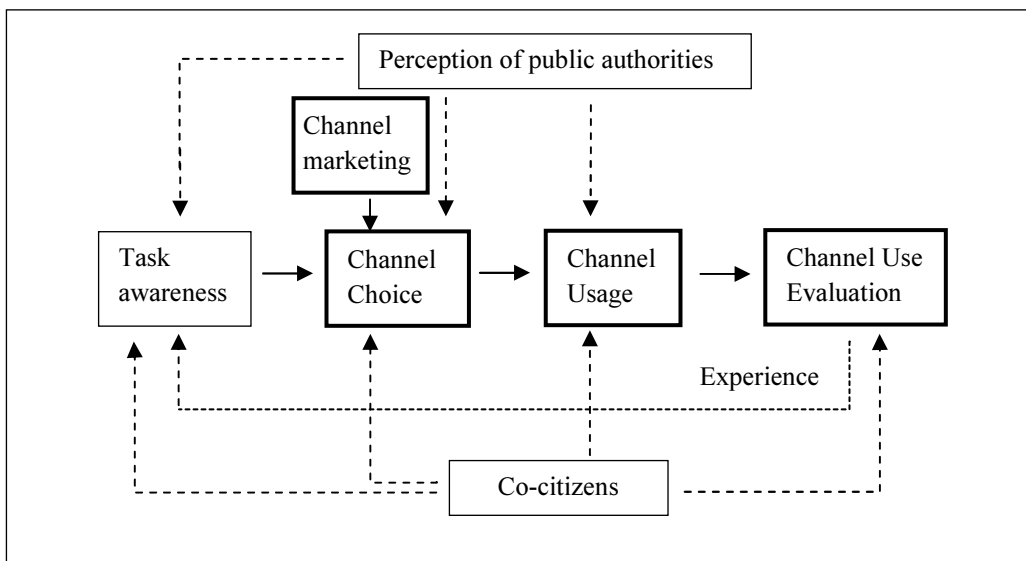 Perception of public authorities
Channel
marketing
Task
awareness
Channel
Choice
Channel
Usage
Channel Use
Evaluation
Experience
Co-citizens